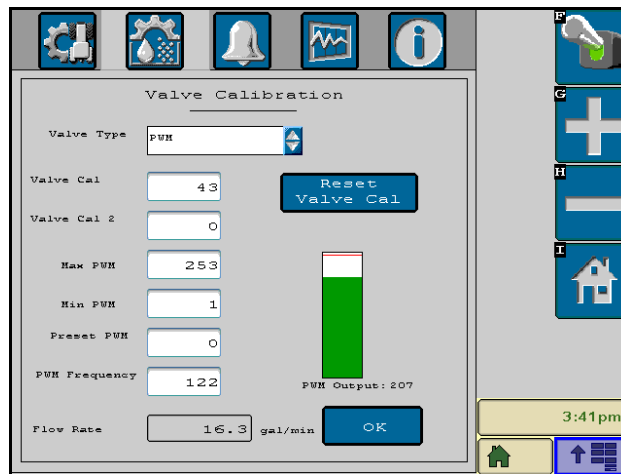 F
Valve Calibration
G
Valve Type PWM
H
Valve Cal 43 Reset
Valve Cal
Valve Cal 2 0
I
Max PWM 253
Min PWM 1
Preset PWM 0
PWM Frequency 122 PWM Output: 207
Flow Rate 16.3 gal/min OK
3:41pm